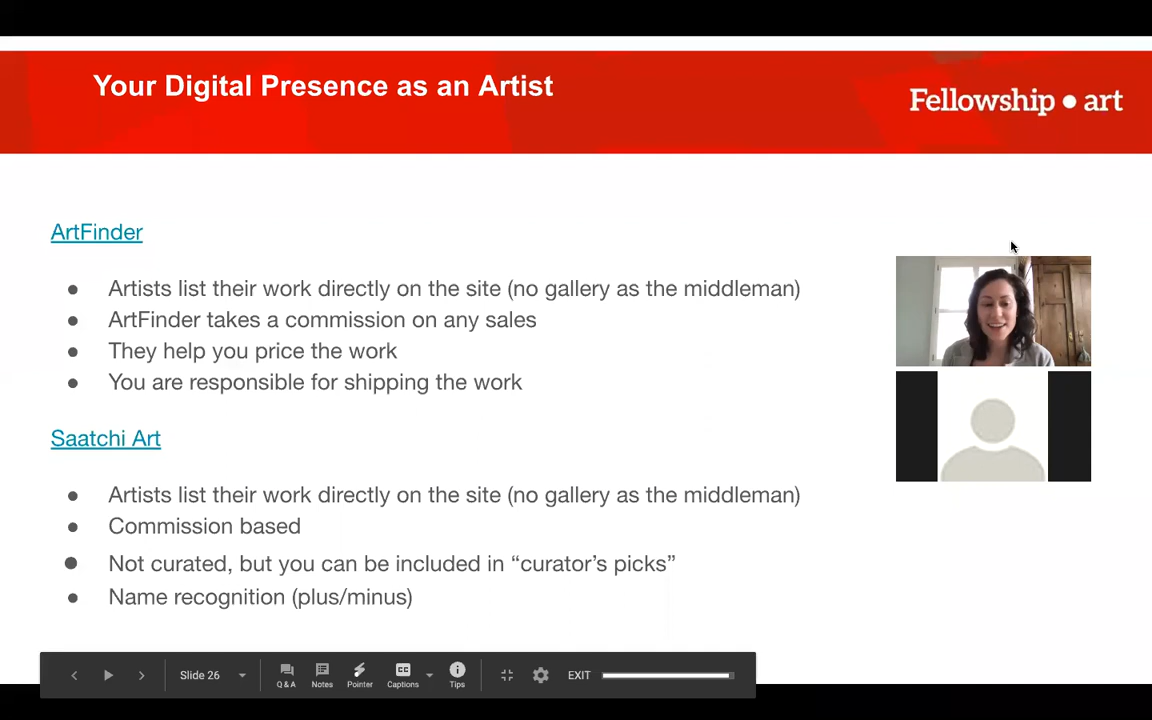 Your Digital Presence as an Artist
Fellowship • art
ArtFinder
● Artists list their work directly on the site (no gallery as the middleman)
● ArtFinder takes a commission on any sales
● They help you price the work
● You are responsible for shipping the work
Saatchi Art
● Artists list their work directly on the site (no gallery as the middleman)
● Commission based
● Not curated, but you can be included in “curator’s picks”
● Name recognition (plus/minus)
Slide 26
Q & A
Notes
Pointer
CC
Captions
Tips
EXIT